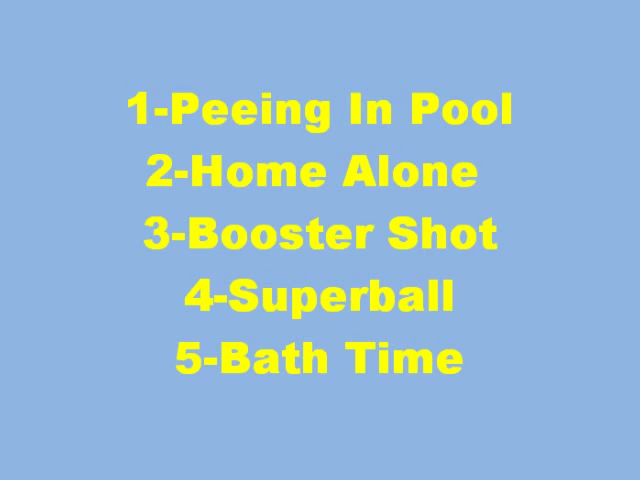 1-Peeing In Pool
2-Home Alone
3-Booster Shot
4-Superball
5-Bath Time